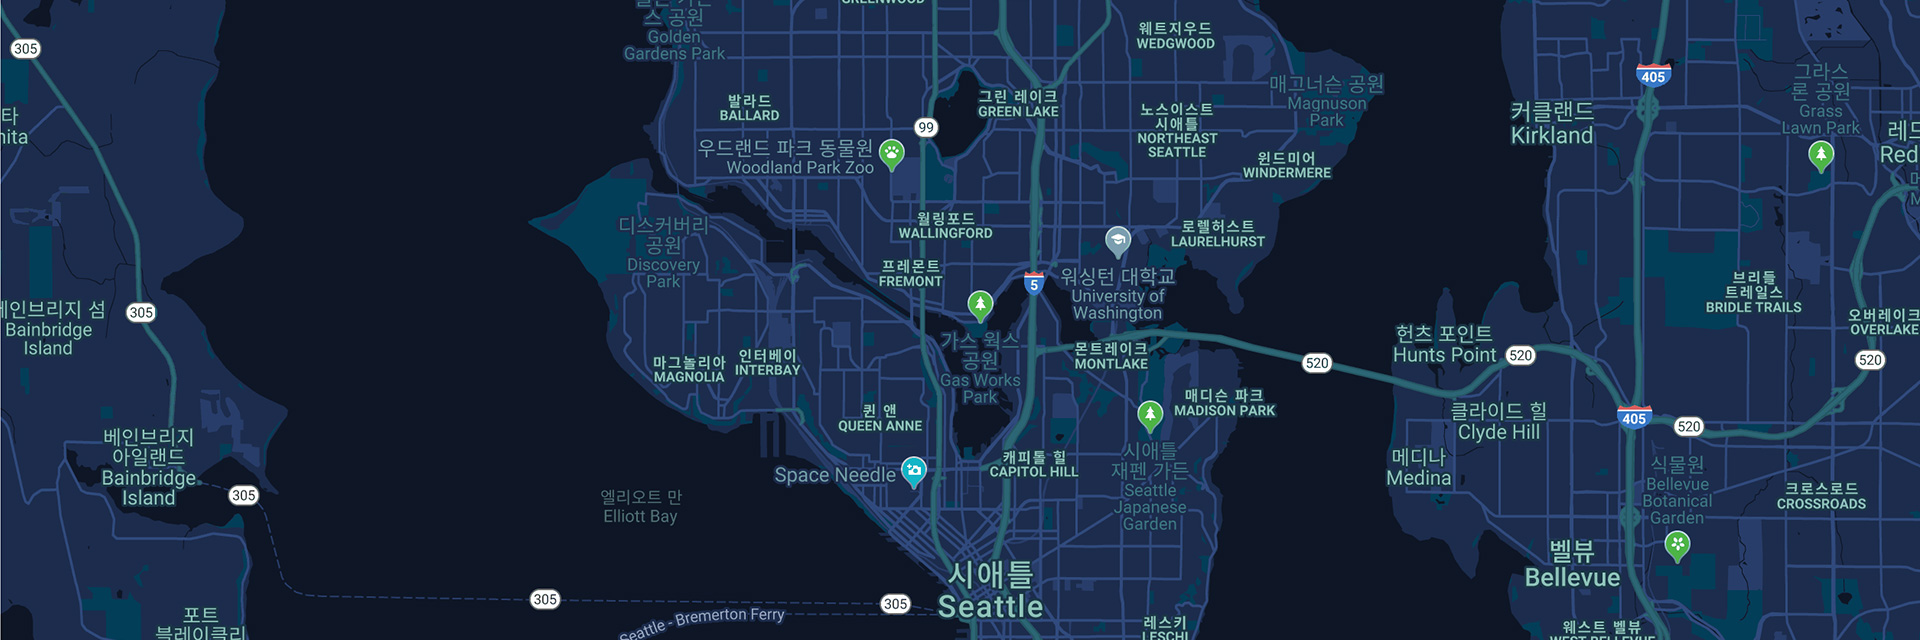 305
타
nita
베인브리지 섬
Bainbridge
Island
305
베인브리지
아일랜드
Bainbridge
Island
305
포트
블레이클리
305
305
Seattle - Bremerton Ferry
엘리오트 만
Elliott Bay
스 공원
Golden
Gardens Park
GREENWOOD
발라드
BALLARD
99
우드랜드 파크 동물원
Woodland Park Zoo
그린 레이크
GREEN LAKE
웨트지우드
WEDGWOOD
노스이스트
시애틀
NORTHEAST
SEATTLE
매그너슨 공원
Magnuson
Park
윈드미어
WINDERMERE
디스커버리
공원
Discovery
Park
월링포드
WALLINGFORD
프레몬트
FREMONT
로렐허스트
LAURELHURST
워싱턴 대학교
University of
Washington
5
가스 웍스
공원
Gas Works
Park
마그놀리아
MAGNOLIA
인터베이
INTERBAY
몬트레이크
MONTLAKE
520
퀸 앤
QUEEN ANNE
매디슨 파크
MADISON PARK
Space Needle
캐피톨 힐
CAPITOL HILL
시애틀
재팬 가든
Seattle
Japanese
Garden
시애틀
Seattle
레스키
LESCHI
405
커클랜드
Kirkland
그라스
론 공원
Grass
Lawn Park
레드
Red
브리들
트레일스
BRIDLE TRAILS
오버레이크
OVERLAKE
헌츠 포인트
Hunts Point
520
520
클라이드 힐
Clyde Hill
405
520
메디나
Medina
식물원
Bellevue
Botanical
Garden
크로스로드
CROSSROADS
벨뷰
Bellevue
웨스트 벨뷰
WEST BELLEVUE